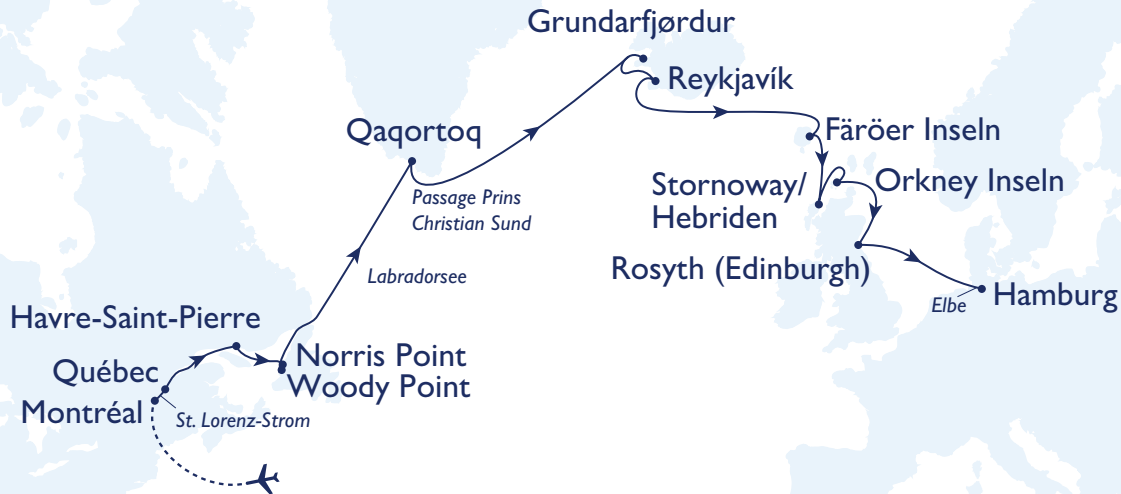 Grundarfjørdur
Reykjavík
Qaqortoq
Färöer Inseln
Passage Prins
Christian Sund
Stornoway/
Hebriden
Orkney Inseln
Labradorsee
Rosyth (Edinburgh)
Elbe
Hamburg
Havre-Saint-Pierre
Norris Point
Woody Point
Québec
Montréal
St. Lorenz-Strom